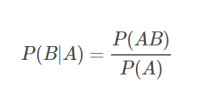 P(B|A) = P(AB) / P(A)